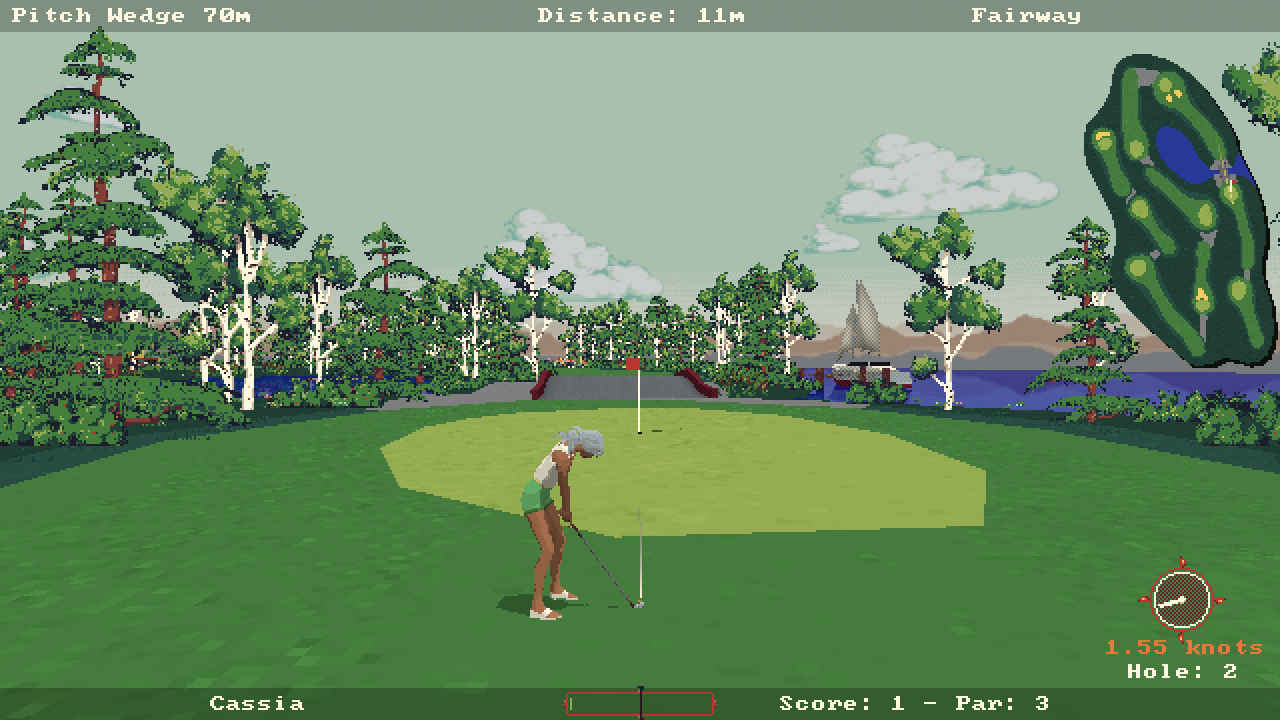 Pitch Wedge 70m Distance: 11m Fairway
1.55 knots
Hole: 2
Cassia Score: 1 - Par: 3